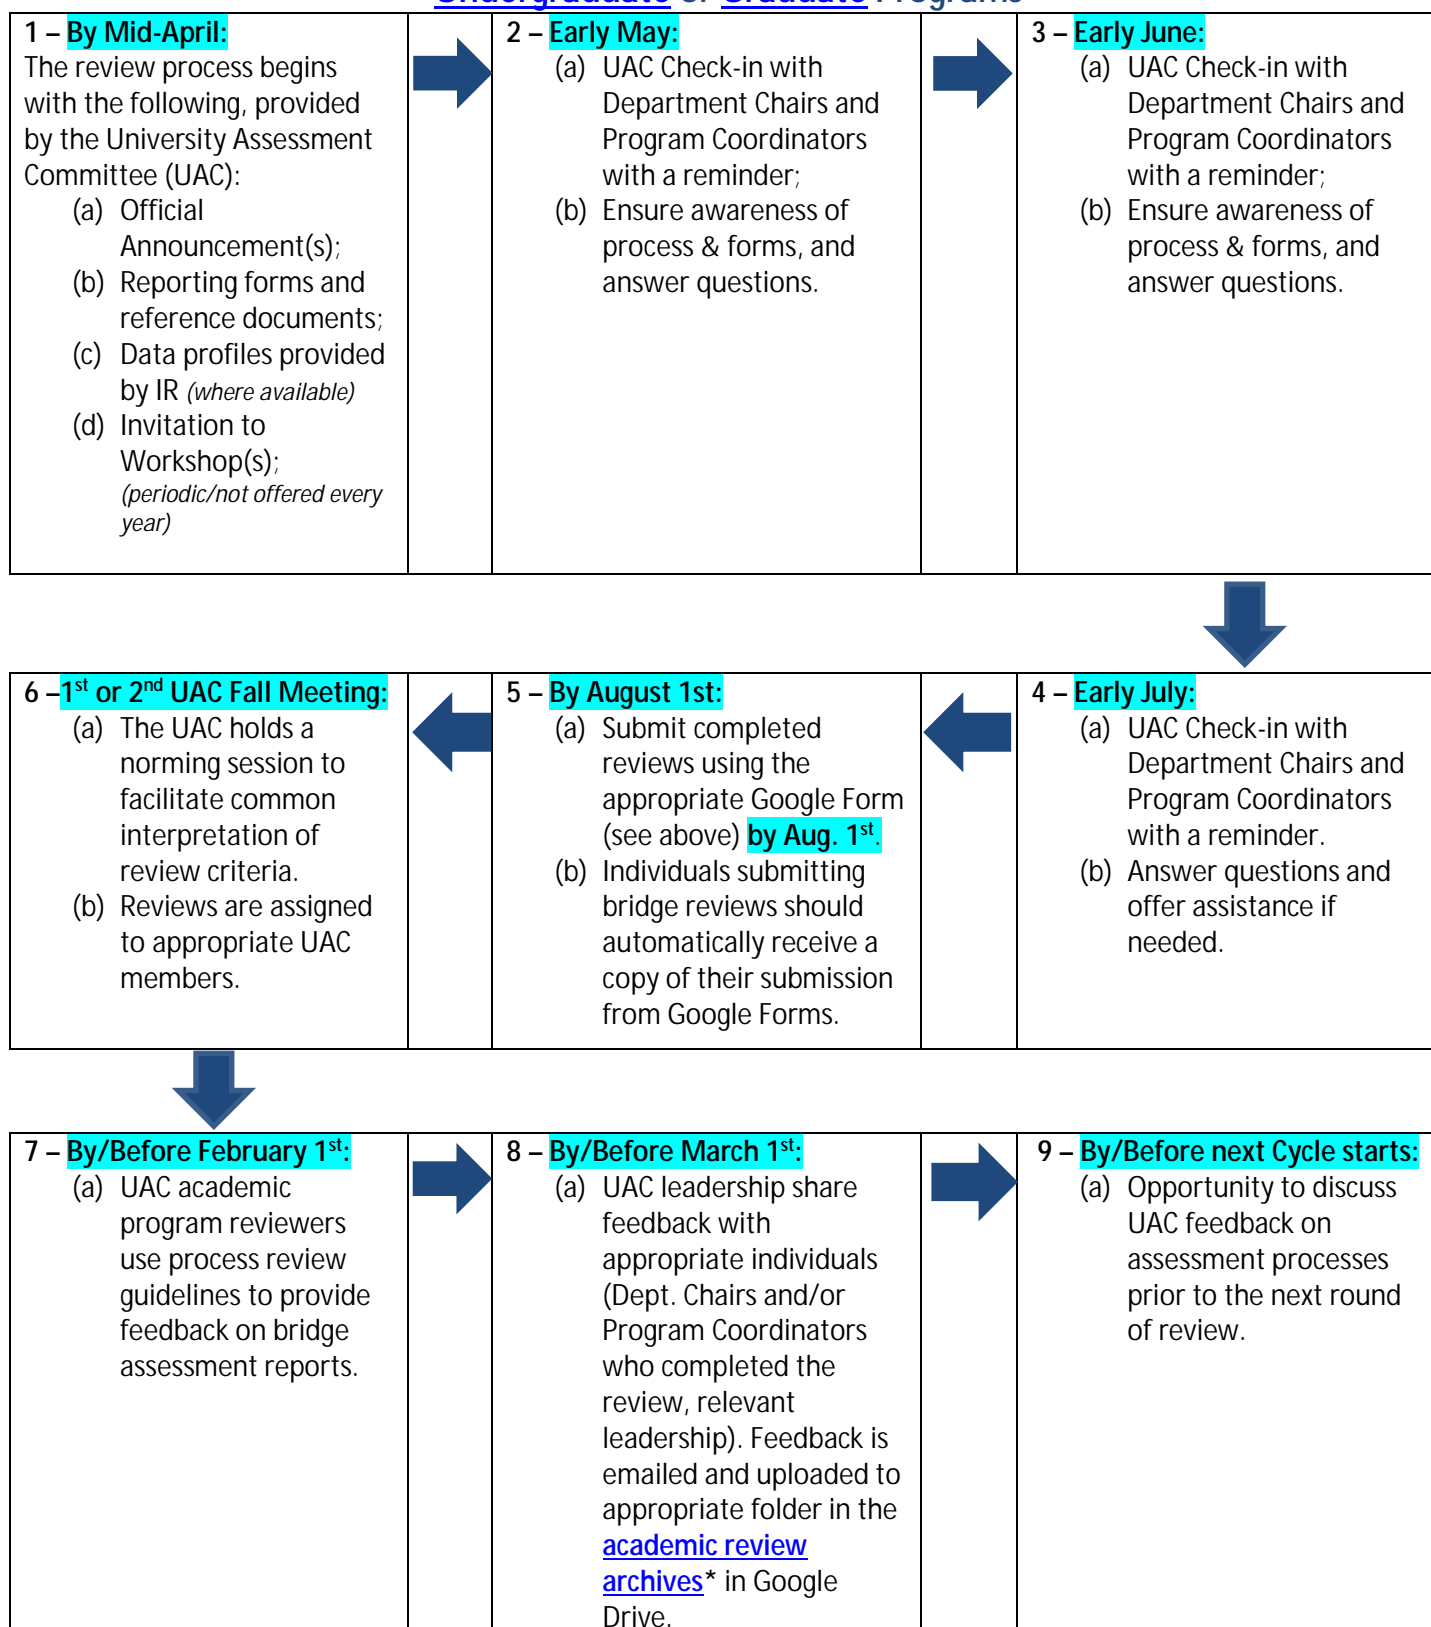 Undergraduate or Graduate Programs
1 – By Mid-April:
The review process begins
with the following, provided
by the University Assessment
Committee (UAC):
(a) Official
Announcement(s);
(b) Reporting forms and
reference documents;
(c) Data profiles provided
by IR (where available)
(d) Invitation to
Workshop(s);
(periodic/not offered every
year)
2 – Early May:
(a) UAC Check-in with
Department Chairs and
Program Coordinators
with a reminder;
(b) Ensure awareness of
process & forms, and
answer questions.
3 – Early June:
(a) UAC Check-in with
Department Chairs and
Program Coordinators
with a reminder;
(b) Ensure awareness of
process & forms, and
answer questions.
4 – Early July:
(a) UAC Check-in with
Department Chairs and
Program Coordinators
with a reminder.
(b) Answer questions and
offer assistance if
needed.
5 – By August 1st:
(a) Submit completed
reviews using the
appropriate Google Form
(see above) by Aug. 1st.
(b) Individuals submitting
bridge reviews should
automatically receive a
copy of their submission
from Google Forms.
6 –1st or 2nd UAC Fall Meeting:
(a) The UAC holds a
norming session to
facilitate common
interpretation of
review criteria.
(b) Reviews are assigned
to appropriate UAC
members.
7 – By/Before February 1st:
(a) UAC academic
program reviewers
use process review
guidelines to provide
feedback on bridge
assessment reports.
8 – By/Before March 1st:
(a) UAC leadership share
feedback with
appropriate individuals
(Dept. Chairs and/or
Program Coordinators
who completed the
review, relevant
leadership). Feedback is
emailed and uploaded to
appropriate folder in the
academic review
archives* in Google
Drive.
9 – By/Before next Cycle starts:
(a) Opportunity to discuss
UAC feedback on
assessment processes
prior to the next round
of review.